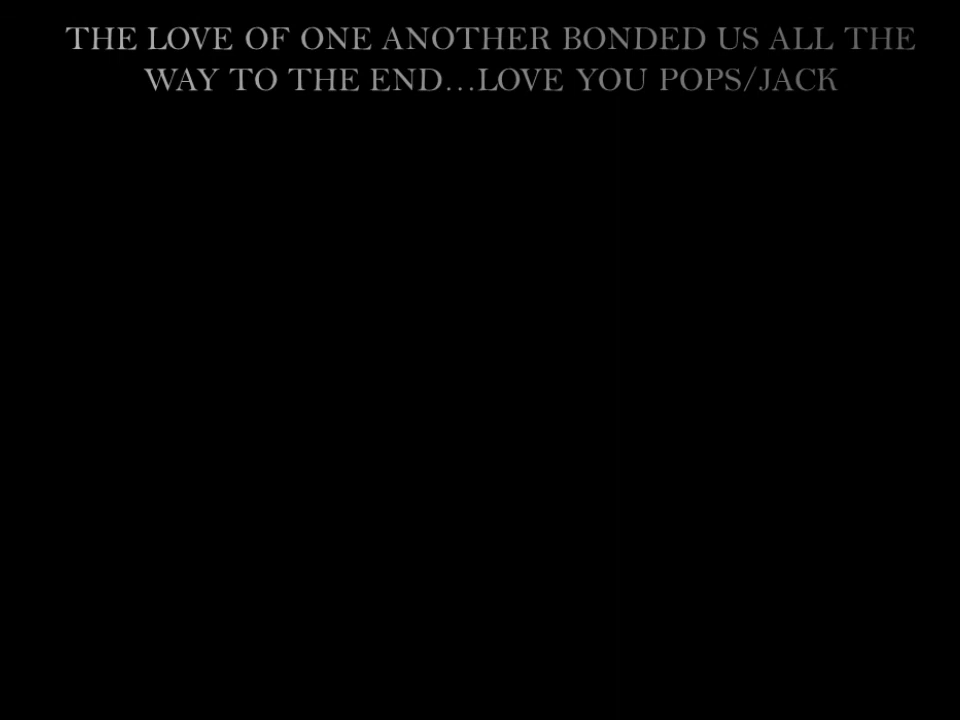 THE LOVE OF ONE ANOTHER BONDED US ALL THE
WAY TO THE END…LOVE YOU POPS/JACK